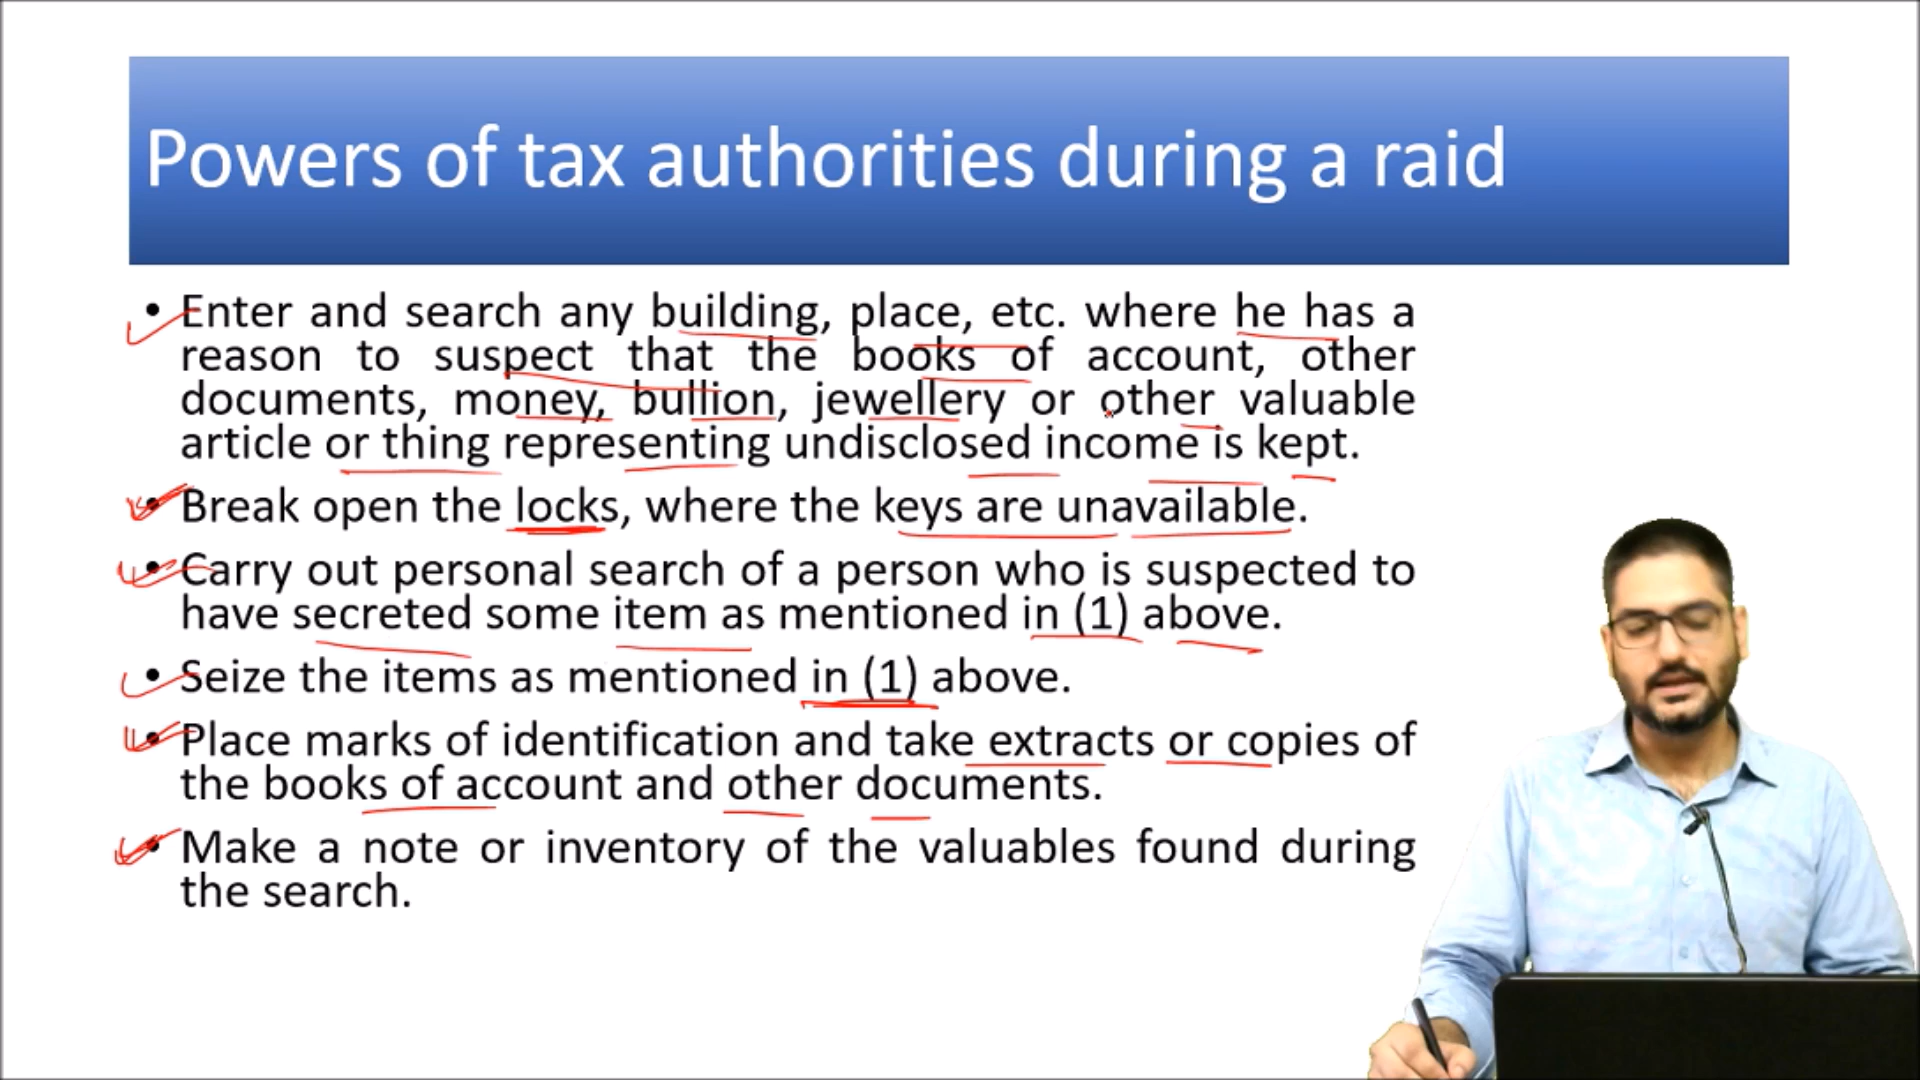 Powers of tax authorities during a raid
• Enter and search any building, place, etc. where he has a
reason to suspect that the books of account, other
documents, money, bullion, jewellery or other valuable
article or thing representing undisclosed income is kept.
• Break open the locks, where the keys are unavailable.
• Carry out personal search of a person who is suspected to
have secreted some item as mentioned in (1) above.
• Seize the items as mentioned in (1) above.
• Place marks of identification and take extracts or copies of
the books of account and other documents.
• Make a note or inventory of the valuables found during
the search.